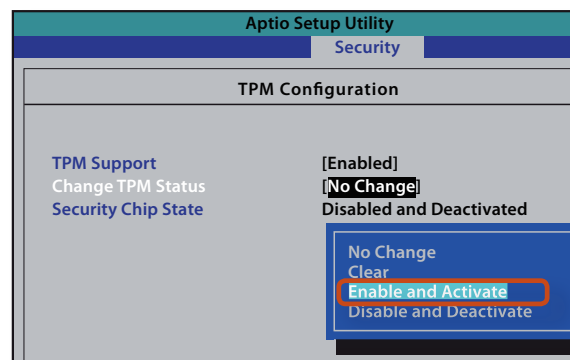 Aptio Setup Utility
Security
TPM Configuration
TPM Support [Enabled]
Change TPM Status [No Change]
Security Chip State Disabled and Deactivated
No Change
Clear
Enable and Activate
Disable and Deactivate